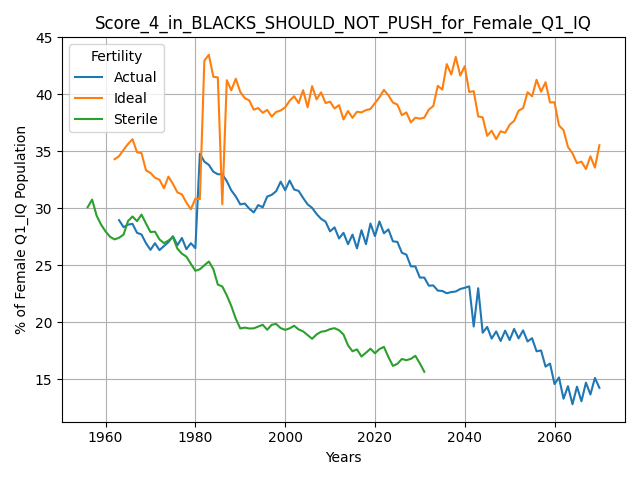 Score_4_in_BLACKS_SHOULD_NOT_PUSH_for_Female_Q1_IQ
Fertility
Actual
Ideal
Sterile
% of Female Q1_IQ Population
45
40
35
30
25
20
15
1960
1980
2000
2020
2040
2060
Years